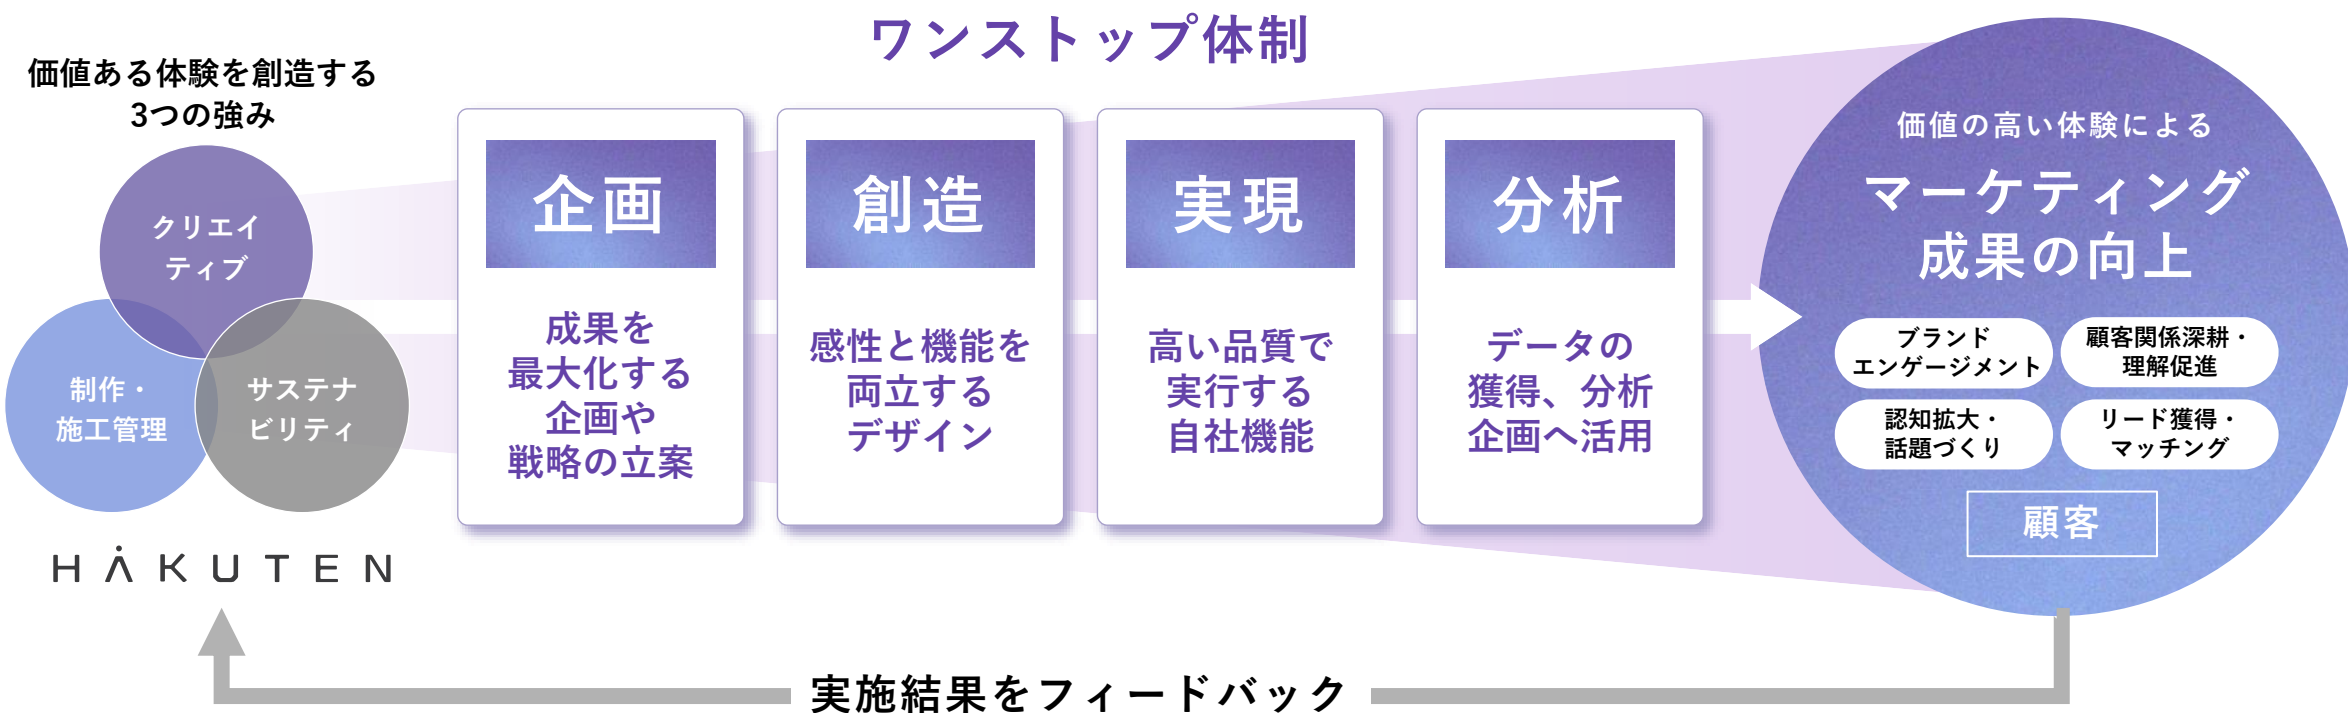 ワンストップ体制
価値ある体験を創造する
3つの強み
クリエイ
ティブ
制作・
施工管理
サステナ
ビリティ
HAKUTEN
企画
成果を
最大化する
企画や
戦略の立案
創造
感性と機能を
両立する
デザイン
実現
高い品質で
実行する
自社機能
分析
データの
獲得、分析
企画へ活用
価値の高い体験による
マーケティング
成果の向上
ブランド
エンゲージメント
顧客関係深耕・
理解促進
認知拡大・
話題づくり
リード獲得・
マッチング
顧客
実施結果をフィードバック